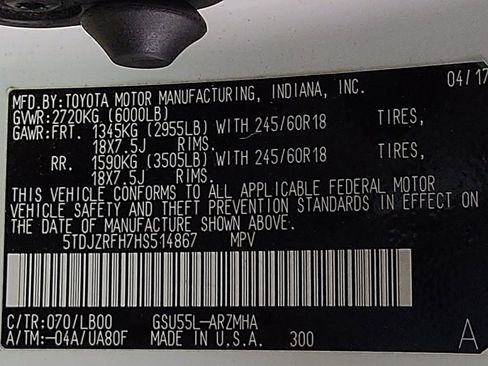 04/17
MFD.BY:TOYOTA MOTOR MANUFACTURING, INDIANA, INC.
GVWR:2720KG (6000LB)
GAWR:FRT. 1345KG (2955LB) WITH 245/60R18 TIRES,
18X7.5J RIMS.
RR. 1590KG (3505LB) WITH 245/60R18 TIRES,
18X7.5J RIMS.
THIS VEHICLE CONFORMS TO ALL APPLICABLE FEDERAL MOTOR
VEHICLE SAFETY AND THEFT PREVENTION STANDARDS IN EFFECT ON
THE DATE OF MANUFACTURE SHOWN ABOVE.
5TDJZRFH7HS514867 MPV
C/TR:070/LB00 GSU55L-ARZMHA
A/TM:-04A/UA80F MADE IN U.S.A. 300 A